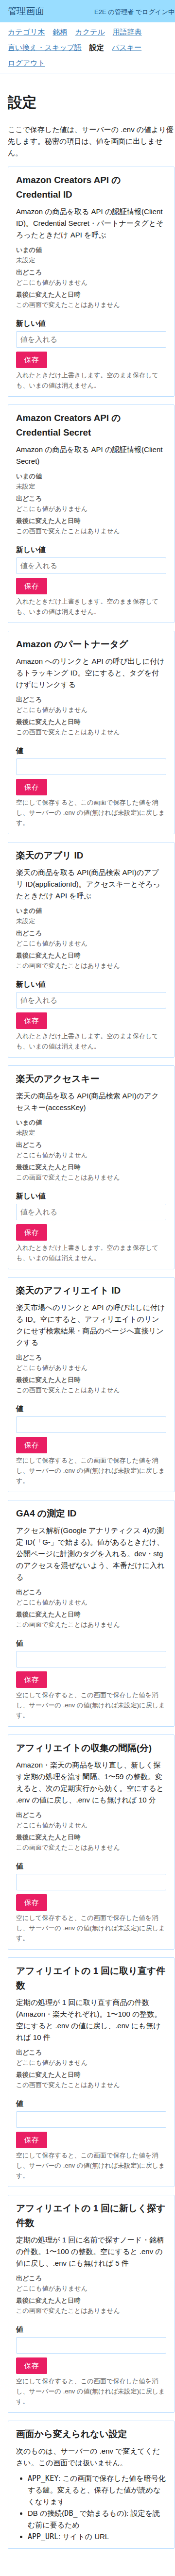 管理画面 E2E の管理者 でログイン中
カテゴリ木 銘柄 カクテル 用語辞典
言い換え・スキップ語 設定 パスキー
ログアウト
設定
ここで保存した値は、サーバーの .env の値より優
先します。秘密の項目は、値を画面に出しませ
ん。
Amazon Creators API の
Credential ID
Amazon の商品を取る API の認証情報(Client
ID)。Credential Secret・パートナータグとそ
ろったときだけ API を呼ぶ
いまの値
未設定
出どころ
どこにも値がありません
最後に変えた人と日時
この画面で変えたことはありません
新しい値
値を入れる
保存
入れたときだけ上書きします。空のまま保存して
も、いまの値は消えません。
Amazon Creators API の
Credential Secret
Amazon の商品を取る API の認証情報(Client
Secret)
いまの値
未設定
出どころ
どこにも値がありません
最後に変えた人と日時
この画面で変えたことはありません
新しい値
値を入れる
保存
入れたときだけ上書きします。空のまま保存して
も、いまの値は消えません。
Amazon のパートナータグ
Amazon へのリンクと API の呼び出しに付け
るトラッキング ID。空にすると、タグを付
けずにリンクする
出どころ
どこにも値がありません
最後に変えた人と日時
この画面で変えたことはありません
値
保存
空にして保存すると、この画面で保存した値を消
し、サーバーの .env の値(無ければ未設定)に戻しま
す。
楽天のアプリ ID
楽天の商品を取る API(商品検索 API)のアプ
リ ID(applicationId)。アクセスキーとそろっ
たときだけ API を呼ぶ
いまの値
未設定
出どころ
どこにも値がありません
最後に変えた人と日時
この画面で変えたことはありません
新しい値
値を入れる
保存
入れたときだけ上書きします。空のまま保存して
も、いまの値は消えません。
楽天のアクセスキー
楽天の商品を取る API(商品検索 API)のアク
セスキー(accessKey)
いまの値
未設定
出どころ
どこにも値がありません
最後に変えた人と日時
この画面で変えたことはありません
新しい値
値を入れる
保存
入れたときだけ上書きします。空のまま保存して
も、いまの値は消えません。
楽天のアフィリエイト ID
楽天市場へのリンクと API の呼び出しに付け
る ID。空にすると、アフィリエイトのリン
クにせず検索結果・商品のページへ直接リン
クする
出どころ
どこにも値がありません
最後に変えた人と日時
この画面で変えたことはありません
値
保存
空にして保存すると、この画面で保存した値を消
し、サーバーの .env の値(無ければ未設定)に戻しま
す。
GA4 の測定 ID
アクセス解析(Google アナリティクス 4)の測
定 ID(「G-」で始まる)。値があるときだけ、
公開ページに計測のタグを入れる。dev・stg
のアクセスを混ぜないよう、本番だけに入れ
る
出どころ
どこにも値がありません
最後に変えた人と日時
この画面で変えたことはありません
値
保存
空にして保存すると、この画面で保存した値を消
し、サーバーの .env の値(無ければ未設定)に戻しま
す。
アフィリエイトの収集の間隔(分)
Amazon・楽天の商品を取り直し、新しく探
す定期の処理を流す間隔。1〜59 の整数。変
えると、次の定期実行から効く。空にすると
.env の値に戻し、.env にも無ければ 10 分
出どころ
どこにも値がありません
最後に変えた人と日時
この画面で変えたことはありません
値
保存
空にして保存すると、この画面で保存した値を消
し、サーバーの .env の値(無ければ未設定)に戻しま
す。
アフィリエイトの 1 回に取り直す件
数
定期の処理が 1 回に取り直す商品の件数
(Amazon・楽天それぞれ)。1〜100 の整数。
空にすると .env の値に戻し、.env にも無け
れば 10 件
出どころ
どこにも値がありません
最後に変えた人と日時
この画面で変えたことはありません
値
保存
空にして保存すると、この画面で保存した値を消
し、サーバーの .env の値(無ければ未設定)に戻しま
す。
アフィリエイトの 1 回に新しく探す
件数
定期の処理が 1 回に名前で探すノード・銘柄
の件数。1〜100 の整数。空にすると .env の
値に戻し、.env にも無ければ 5 件
出どころ
どこにも値がありません
最後に変えた人と日時
この画面で変えたことはありません
値
保存
空にして保存すると、この画面で保存した値を消
し、サーバーの .env の値(無ければ未設定)に戻しま
す。
画面から変えられない設定
次のものは、サーバーの .env で変えてくだ
さい。この画面では扱いません。
• APP_KEY: この画面で保存した値を暗号化
する鍵。変えると、保存した値が読めな
くなります
• DB の接続(DB_ で始まるもの): 設定を読
む前に要るため
• APP_URL: サイトの URL